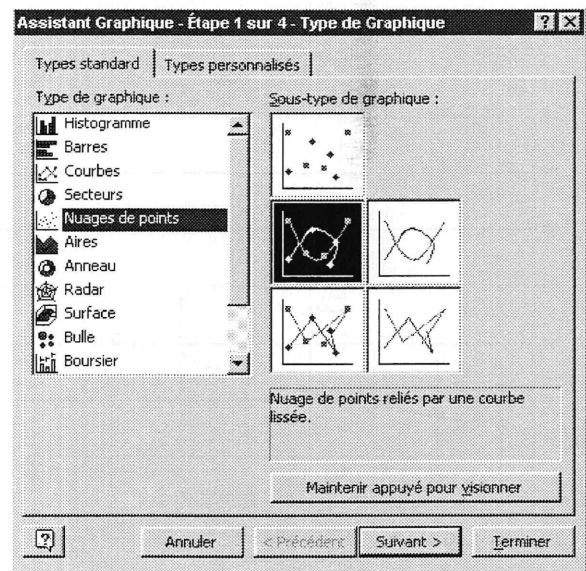 Assistant Graphique - Étape 1 sur 4 - Type de Graphique
Types standard
Types personnalisés
Type de graphique :
Histogramme
Barres
Courbes
Secteurs
Nuages de points
Aires
Anneau
Radar
Surface
Bulle
Boursier
Sous-type de graphique :
Nuage de points reliés par une courbe
lissée.
Maintenir appuyé pour visionner
Annuler
< Précédent
Suivant >
Terminer